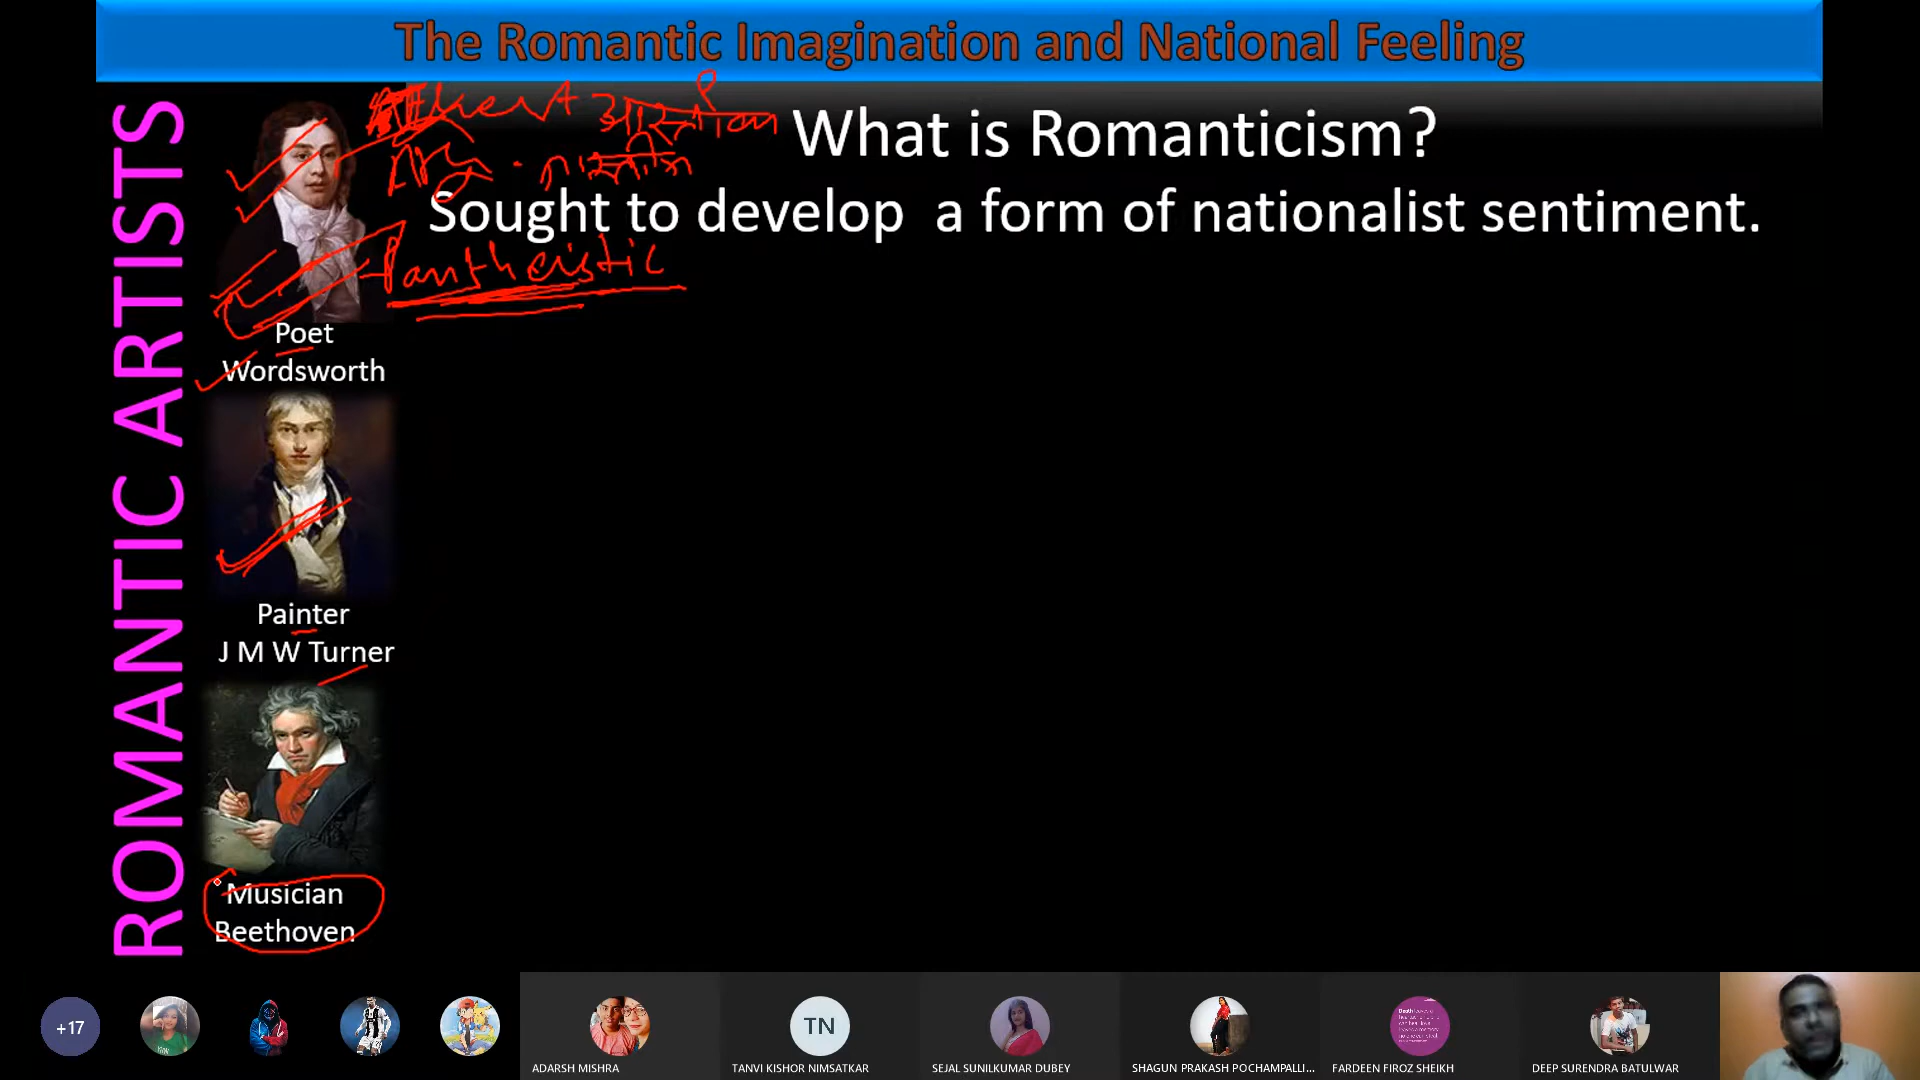 The Romantic Imagination and National Feeling
ROMANTIC ARTISTS
What is Romanticism?
Sought to develop a form of nationalist sentiment.
Pantheistic
Poet
Wordsworth
Painter
J M W Turner
Musician
Beethoven
+17
TN
ADARSH MISHRA
TANVI KISHOR NIMSATKAR
SEJAL SUNILKUMAR DUBEY
SHAGUN PRAKASH POCHAMPALLI...
FARDEEN FIROZ SHEIKH
DEEP SURENDRA BATULWAR